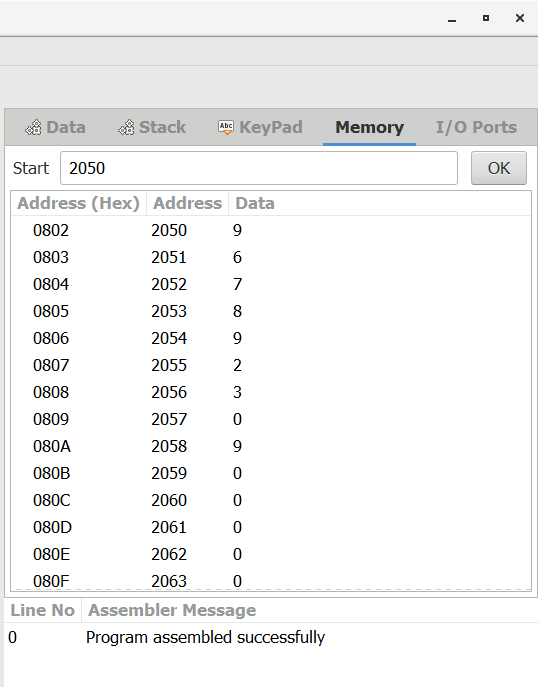 Data Stack Abc KeyPad Memory I/O Ports
Start 2050 OK
Address (Hex) Address Data
0802 2050 9
0803 2051 6
0804 2052 7
0805 2053 8
0806 2054 9
0807 2055 2
0808 2056 3
0809 2057 0
080A 2058 9
080B 2059 0
080C 2060 0
080D 2061 0
080E 2062 0
080F 2063 0
Line No Assembler Message
0 Program assembled successfully